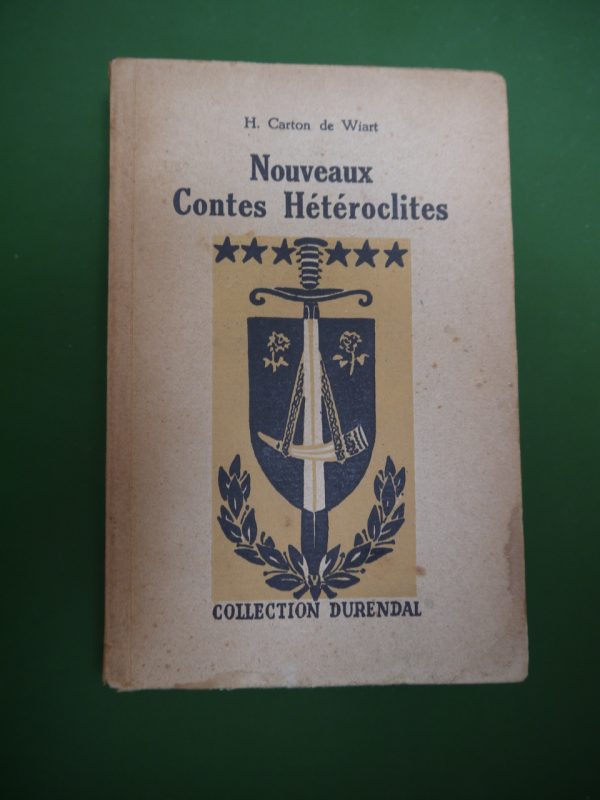 H. Carton de Wiart
Nouveaux
Contes Hétéroclites
COLLECTION DURENDAL